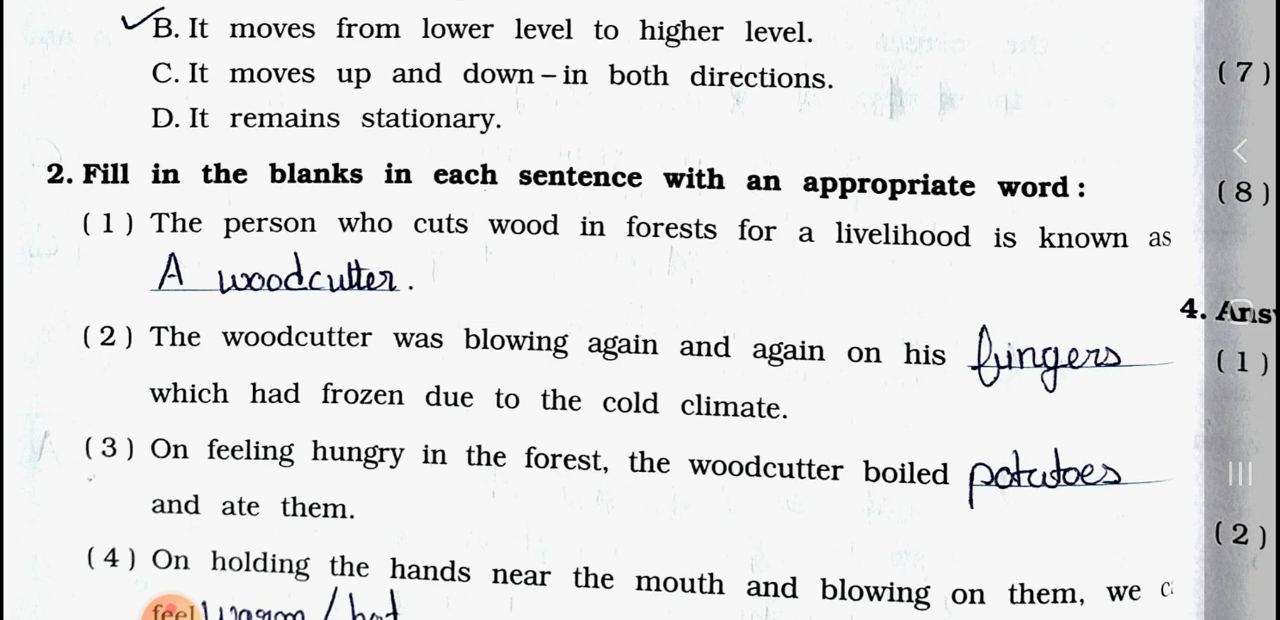 B. It moves from lower level to higher level.
C. It moves up and down – in both directions.
(7)
D. It remains stationary.
2. Fill in the blanks in each sentence with an appropriate word :
(8)
(1) The person who cuts wood in forests for a livelihood is known as
A woodcutter.
4. Ans
(2) The woodcutter was blowing again and again on his fingers
(1)
which had frozen due to the cold climate.
(3) On feeling hungry in the forest, the woodcutter boiled potatoes
and ate them.
(2)
(4) On holding the hands near the mouth and blowing on them, we
feel warm / hot